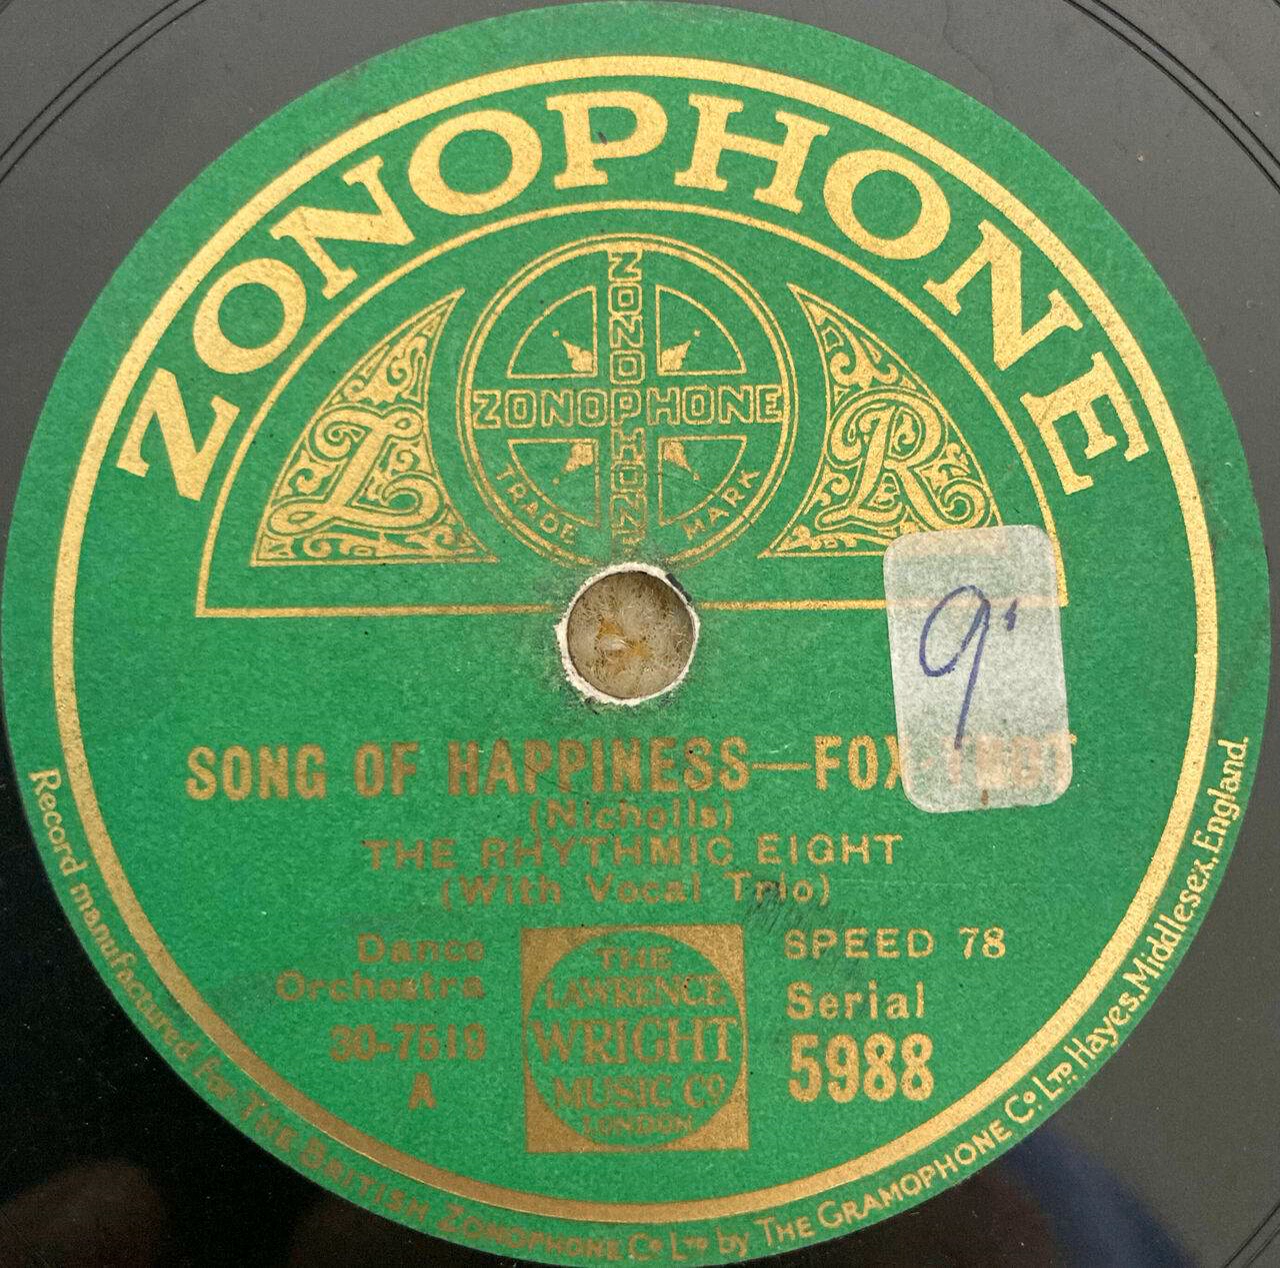 ZONOPHONE
ZONOPHONE
ZONOPHONE
TRADE MARK
Z
R
9'
SONG OF HAPPINESS—FOX-TROT
(Nicholls)
THE RHYTHMIC EIGHT
(With Vocal Trio)
Dance
Orchestra
30-7519
A
THE
LAWRENCE
WRIGHT
MUSIC Co
LONDON
SPEED 78
Serial
5988
Record manufactured For THE BRITISH ZONOPHONE Co LTD by THE GRAMOPHONE Co. LTD. Hayes, Middlesex, England.